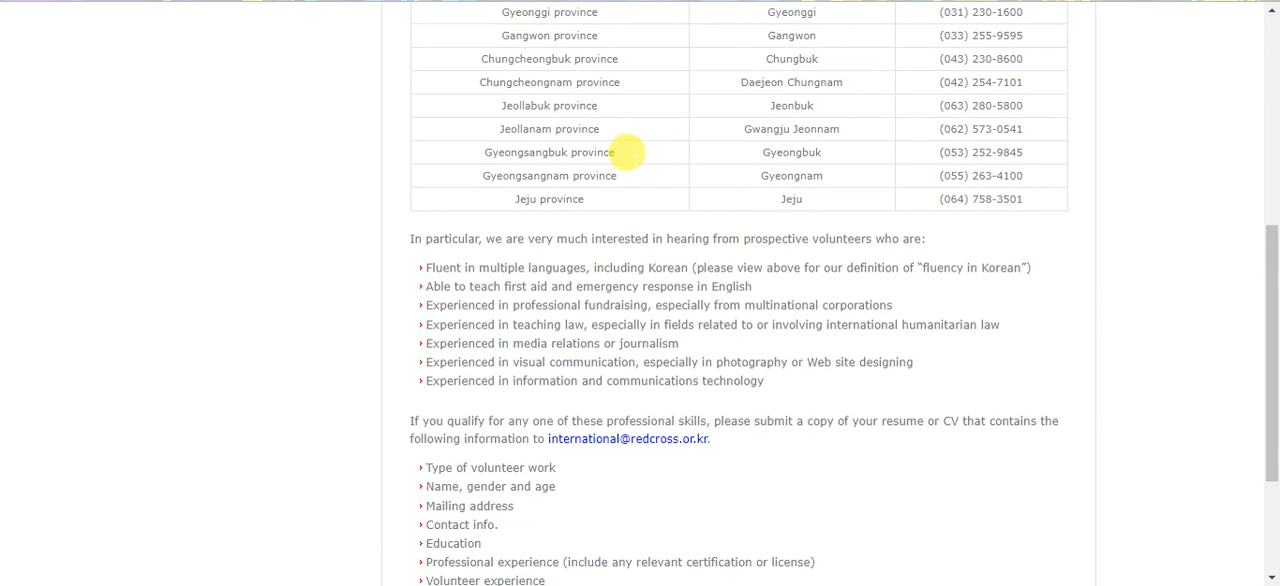 Gyeonggi province Gyeonggi (031) 230-1600
Gangwon province Gangwon (033) 255-9595
Chungcheongbuk province Chungbuk (043) 230-8600
Chungcheongnam province Daejeon Chungnam (042) 254-7101
Jeollabuk province Jeonbuk (063) 280-5800
Jeollanam province Gwangju Jeonnam (062) 573-0541
Gyeongsangbuk province Gyeongbuk (053) 252-9845
Gyeongsangnam province Gyeongnam (055) 263-4100
Jeju province Jeju (064) 758-3501
In particular, we are very much interested in hearing from prospective volunteers who are:
› Fluent in multiple languages, including Korean (please view above for our definition of “fluency in Korean”)
› Able to teach first aid and emergency response in English
› Experienced in professional fundraising, especially from multinational corporations
› Experienced in teaching law, especially in fields related to or involving international humanitarian law
› Experienced in media relations or journalism
› Experienced in visual communication, especially in photography or Web site designing
› Experienced in information and communications technology
If you qualify for any one of these professional skills, please submit a copy of your resume or CV that contains the
following information to international@redcross.or.kr.
› Type of volunteer work
› Name, gender and age
› Mailing address
› Contact info.
› Education
› Professional experience (include any relevant certification or license)
› Volunteer experience